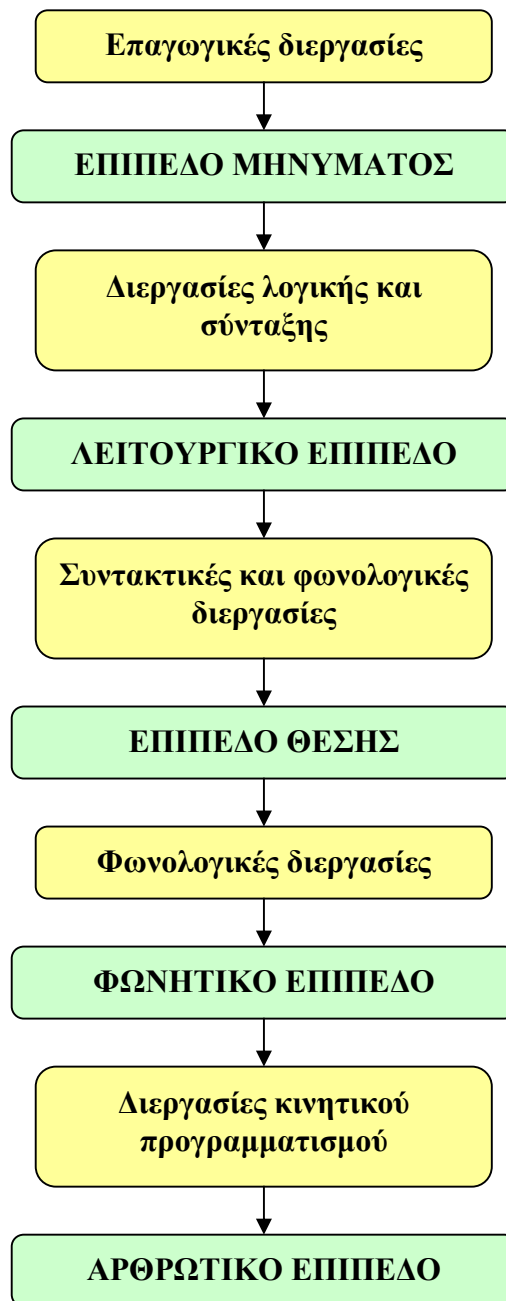 Επαγωγικές διεργασίες
ΕΠΙΠΕΔΟ ΜΗΝΥΜΑΤΟΣ
Διεργασίες λογικής και
σύνταξης
ΛΕΙΤΟΥΡΓΙΚΟ ΕΠΙΠΕΔΟ
Συντακτικές και φωνολογικές
διεργασίες
ΕΠΙΠΕΔΟ ΘΕΣΗΣ
Φωνολογικές διεργασίες
ΦΩΝΗΤΙΚΟ ΕΠΙΠΕΔΟ
Διεργασίες κινητικού
προγραμματισμού
ΑΡΘΡΩΤΙΚΟ ΕΠΙΠΕΔΟ